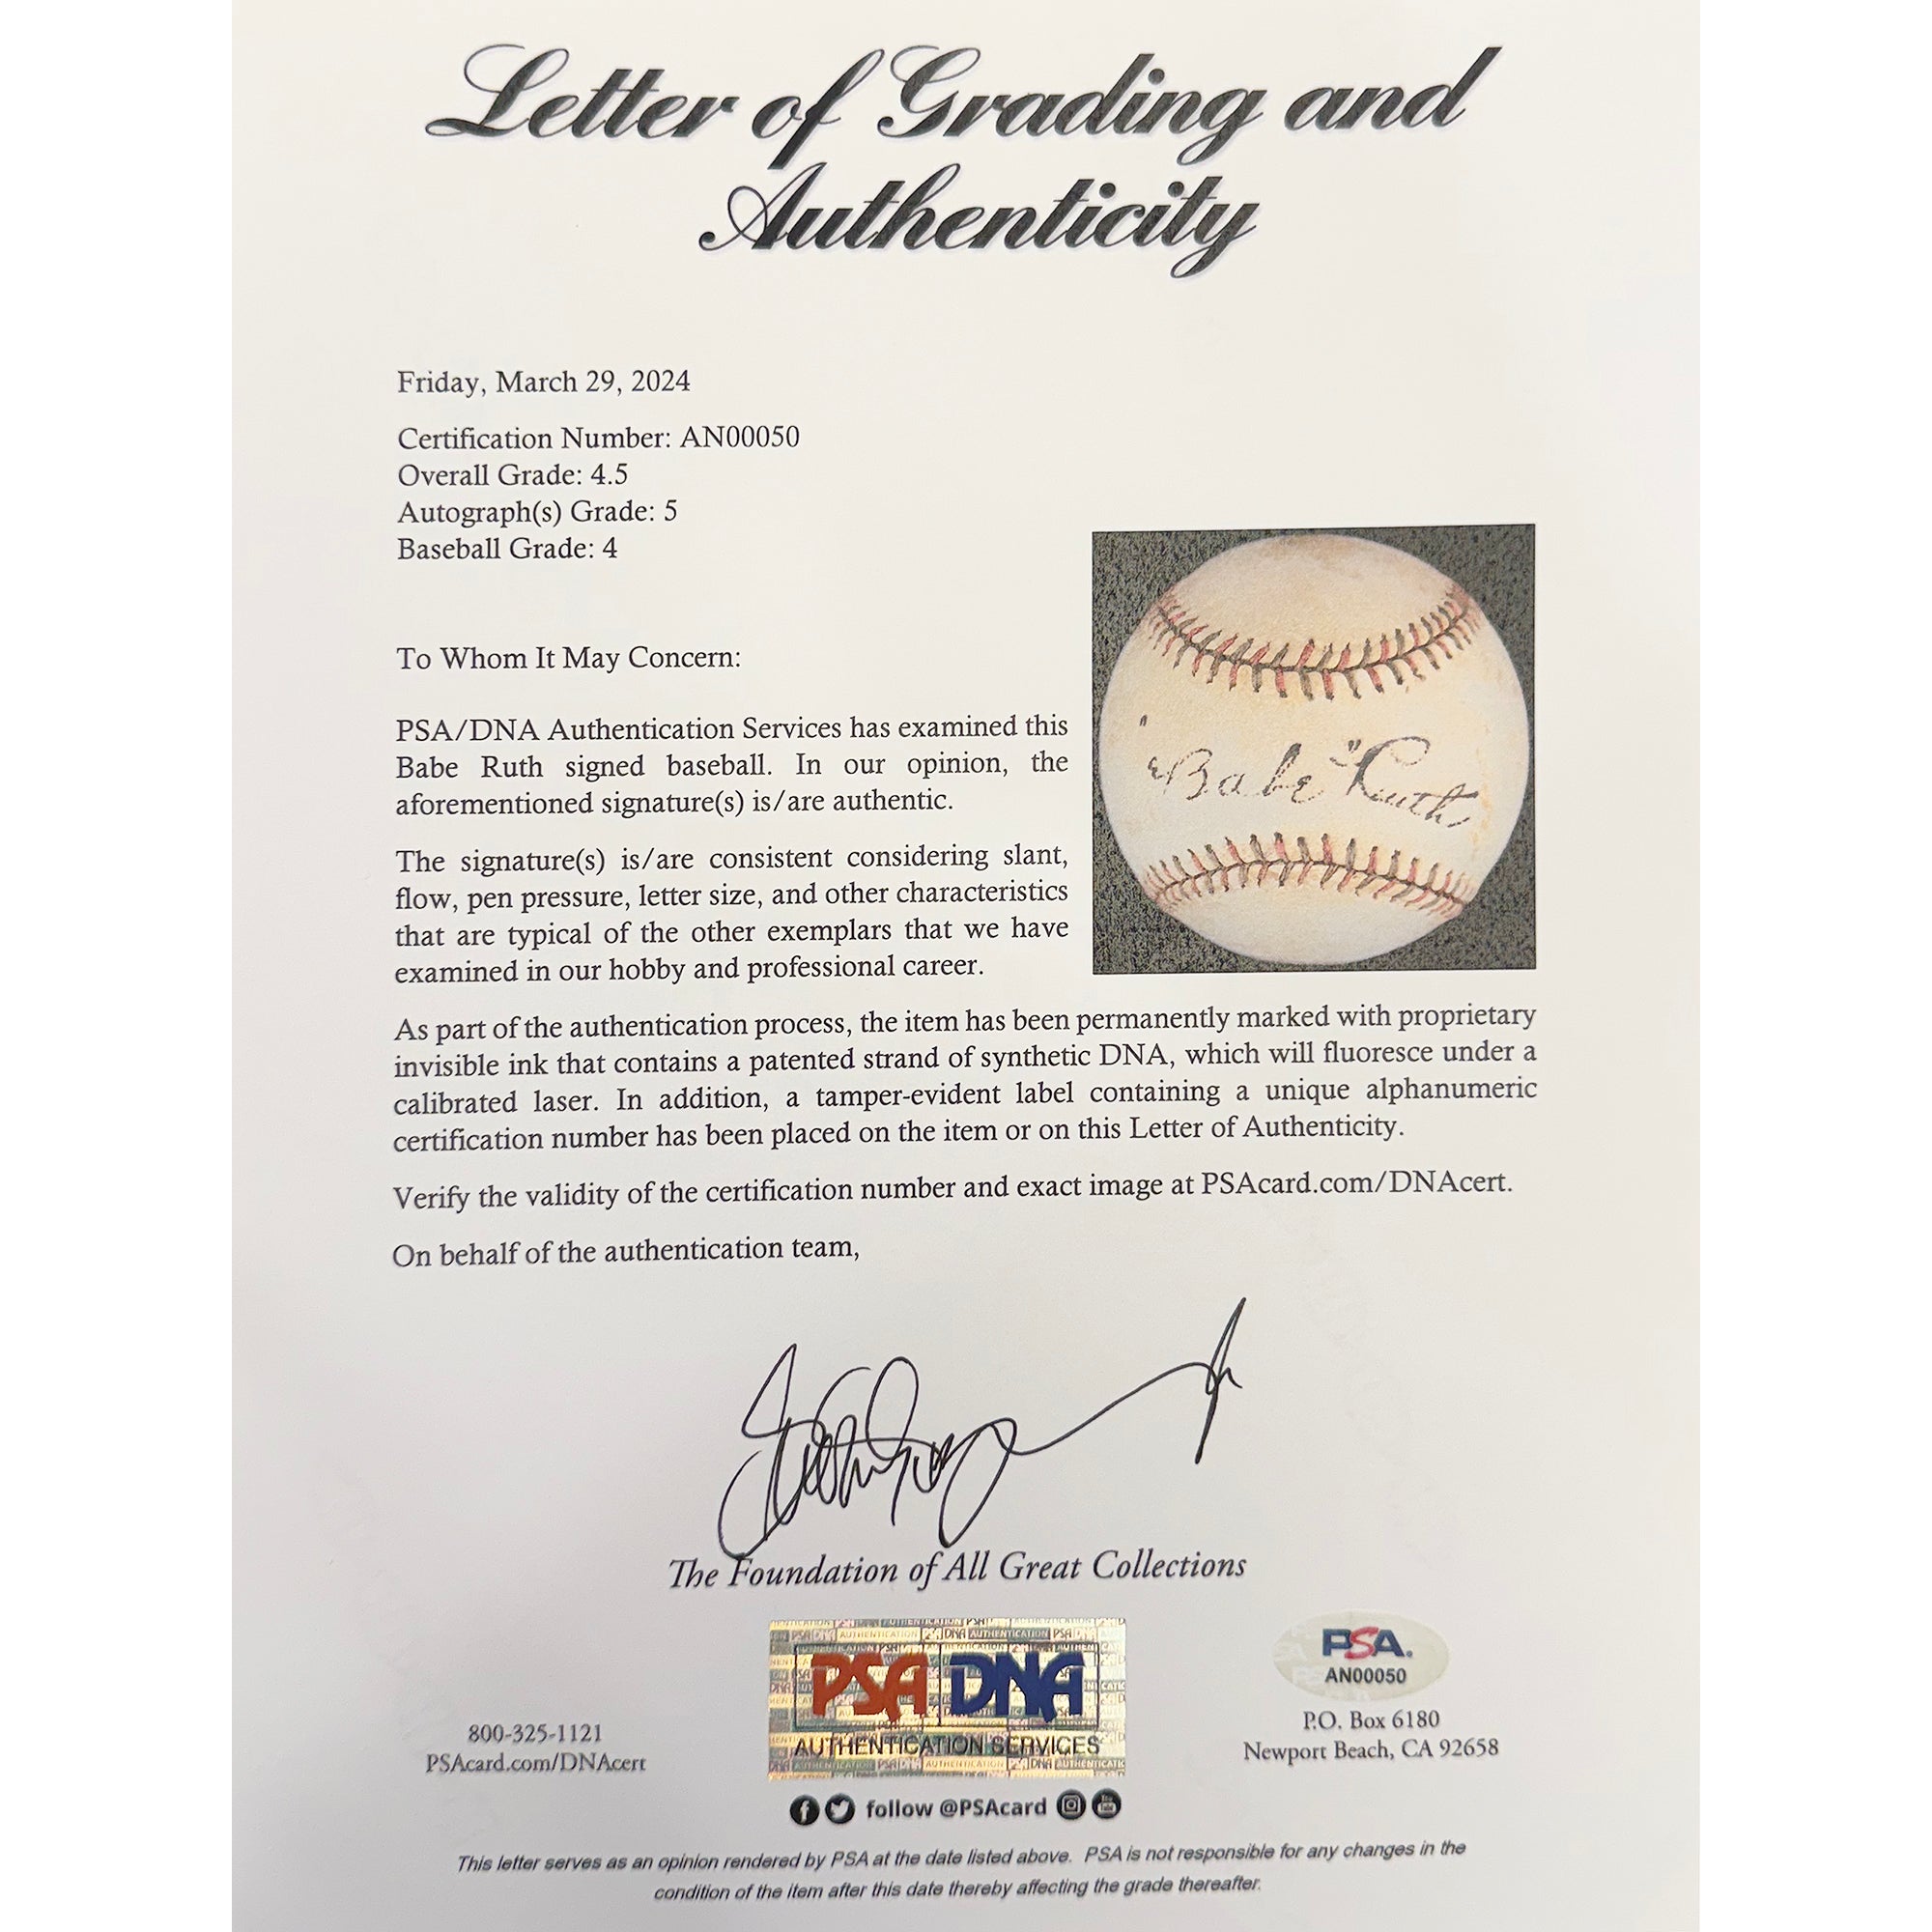 Letter of Grading and
Authenticity
Friday, March 29, 2024
Certification Number: AN00050
Overall Grade: 4.5
Autograph(s) Grade: 5
Baseball Grade: 4
To Whom It May Concern:
PSA/DNA Authentication Services has examined this
Babe Ruth signed baseball. In our opinion, the
aforementioned signature(s) is/are authentic.
"Babe" Ruth
The signature(s) is/are consistent considering slant,
flow, pen pressure, letter size, and other characteristics
that are typical of the other exemplars that we have
examined in our hobby and professional career.
As part of the authentication process, the item has been permanently marked with proprietary
invisible ink that contains a patented strand of synthetic DNA, which will fluoresce under a
calibrated laser. In addition, a tamper-evident label containing a unique alphanumeric
certification number has been placed on the item or on this Letter of Authenticity.
Verify the validity of the certification number and exact image at PSAcard.com/DNAcert.
On behalf of the authentication team,
The Foundation of All Great Collections
PSA DNA
AUTHENTICATION SERVICES
PSA
AN00050
800-325-1121
PSAcard.com/DNAcert
P.O. Box 6180
Newport Beach, CA 92658
follow @PSAcard
This letter serves as an opinion rendered by PSA at the date listed above. PSA is not responsible for any changes in the
condition of the item after this date thereby affecting the grade thereafter.